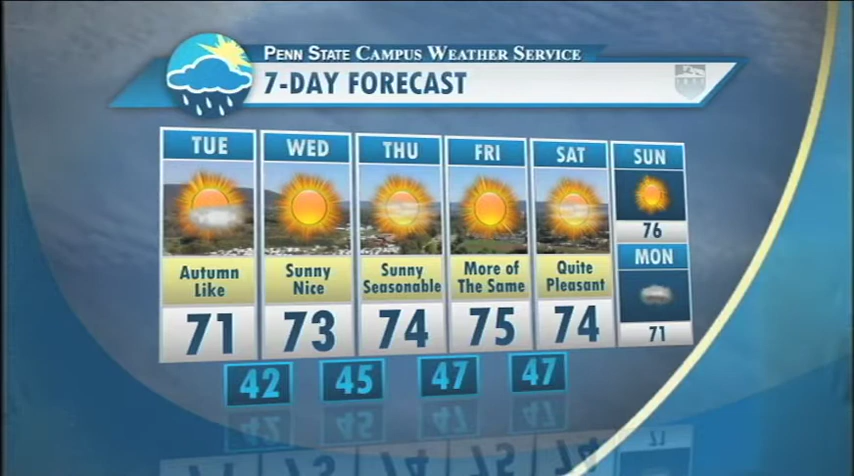 PENN STATE CAMPUS WEATHER SERVICE
7-DAY FORECAST
TUE
WED
THU
FRI
SAT
SUN
76
MON
71
Autumn
Like
Sunny
Nice
Sunny
Seasonable
More of
The Same
Quite
Pleasant
71
73
74
75
74
42
45
47
47